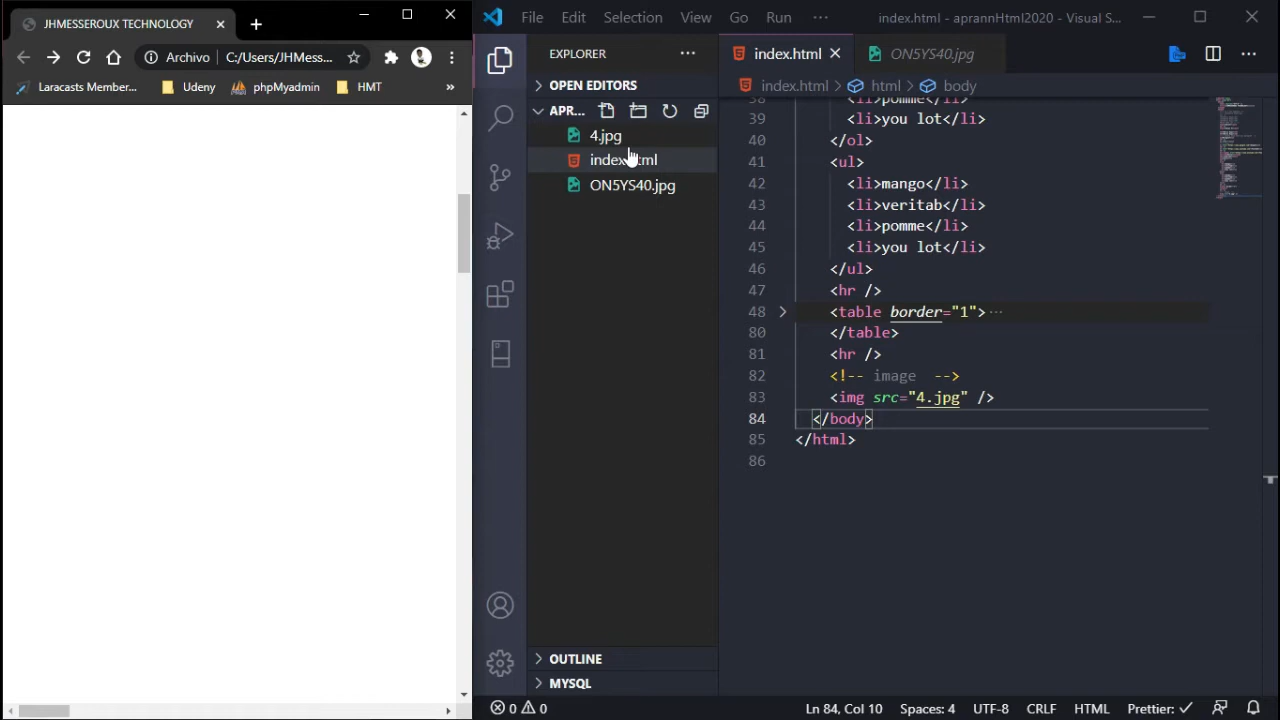 JHMESSEROUX TECHNOLOGY
Archivo
C:/Users/JHMess...
Laracasts Member...
Udeny
phpMyadmin
HMT
»
File Edit Selection View Go Run ···
index.html - aprannHtml2020 - Visual S...
EXPLORER
OPEN EDITORS
APR...
4.jpg
index.html
ON5YS40.jpg
OUTLINE
MYSQL
index.html
ON5YS40.jpg
index.html > html > body
38 <li>pomme</li>
39 <li>you lot</li>
40 </ol>
41 <ul>
42 <li>mango</li>
43 <li>veritab</li>
44 <li>pomme</li>
45 <li>you lot</li>
46 </ul>
47 <hr />
48 <table border="1">···
80 </table>
81 <hr />
82 <!-- image  -->
83 <img src="4.jpg" />
84 </body>
85 </html>
86
0 0
Ln 84, Col 10 Spaces: 4 UTF-8 CRLF HTML Prettier: ✓